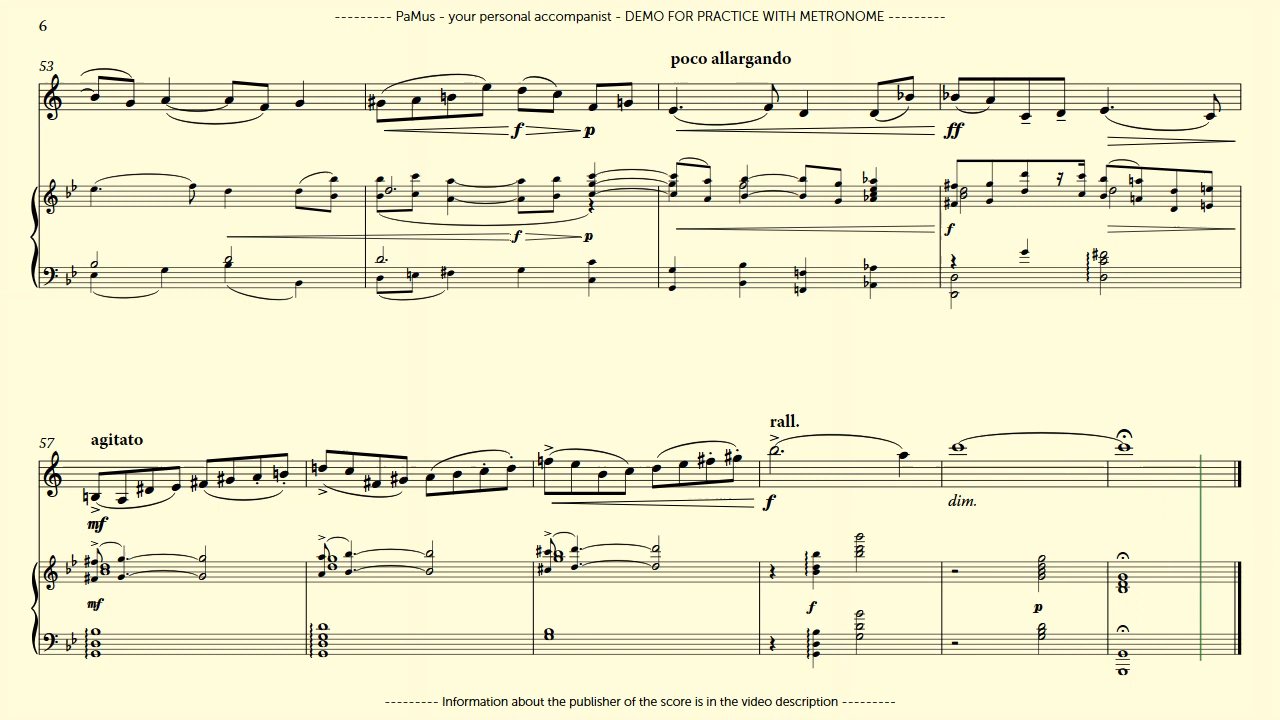 --------- PaMus - your personal accompanist - DEMO FOR PRACTICE WITH METRONOME ---------
6
poco allargando
53
f p
ff
f p
f
rall.
agitato
57
f
dim.
mf
mf
f
p
--------- Information about the publisher of the score is in the video description ---------